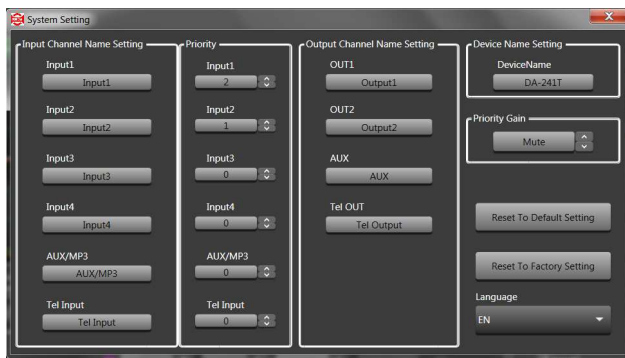 System Setting
Input Channel Name Setting
Input1
Input1
Input2
Input2
Input3
Input3
Input4
Input4
AUX/MP3
AUX/MP3
Tel Input
Tel Input
Priority
Input1
2
Input2
1
Input3
0
Input4
0
AUX/MP3
0
Tel Input
0
Output Channel Name Setting
OUT1
Output1
OUT2
Output2
AUX
AUX
Tel OUT
Tel Output
Device Name Setting
DeviceName
DA-241T
Priority Gain
Mute
Reset To Default Setting
Reset To Factory Setting
Language
EN